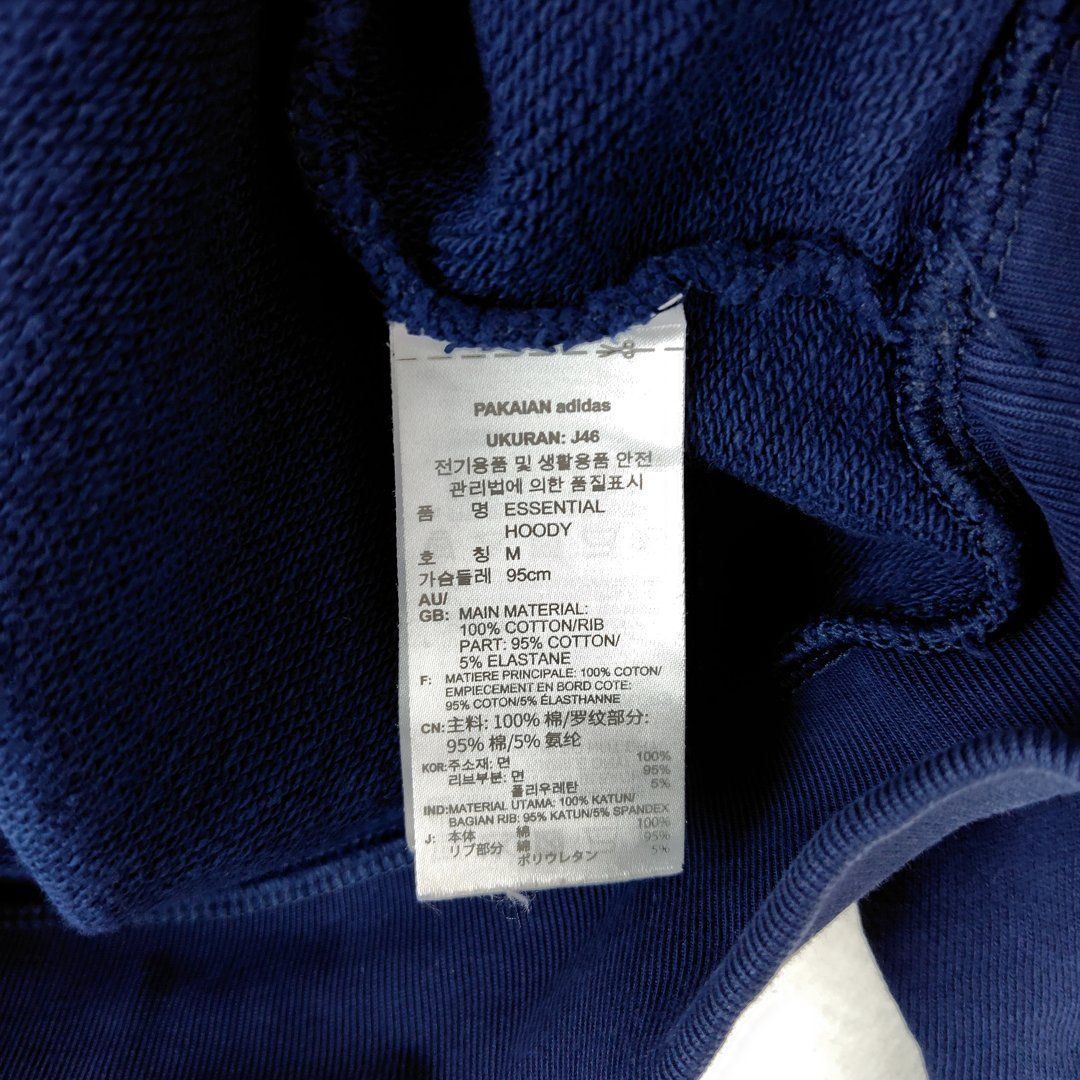 PAKAIAN adidas
UKURAN: J46
전기용품 및 생활용품 안전
관리법에 의한 품질표시
품 명 ESSENTIAL
HOODY
호 칭 M
가슴둘레 95cm
AU/
GB: MAIN MATERIAL:
100% COTTON/RIB
PART: 95% COTTON/
5% ELASTANE
F: MATIERE PRINCIPALE: 100% COTON/
EMPIECEMENT EN BORD COTE:
95% COTON/5% ÉLASTHANNE
CN: 主料: 100% 棉/罗纹部分:
95% 棉/5% 氨纶
KOR: 주소재: 면 100%
리브부분: 면 95%
폴리우레탄 5%
IND: MATERIAL UTAMA: 100% KATUN/
BAGIAN RIB: 95% KATUN/5% SPANDEX
J: 本体 綿 100%
リブ部分 綿 95%
ポリウレタン 5%